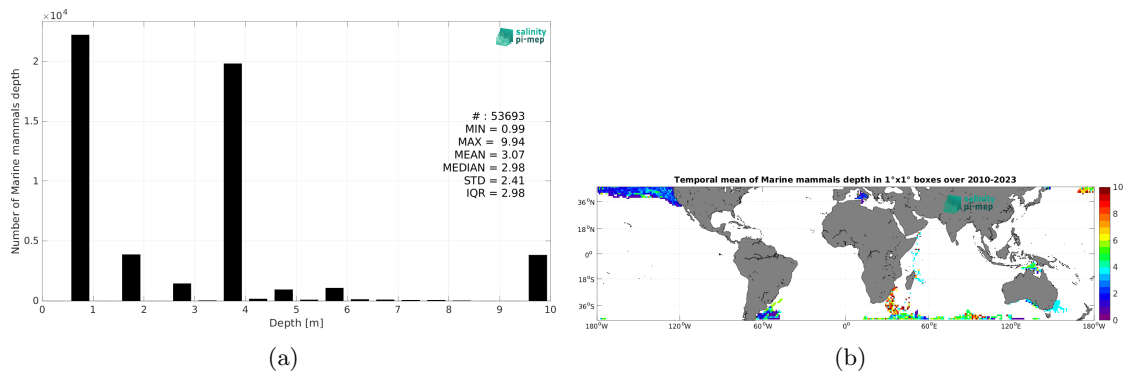 ×10⁴
2
1.5
1
0.5
0
Number of Marine mammals depth
salinity
pi-mep
# : 53693
MIN = 0.99
MAX = 9.94
MEAN = 3.07
MEDIAN = 2.98
STD = 2.41
IQR = 2.98
0 1 2 3 4 5 6 7 8 9 10
Depth [m]
(a)
Temporal mean of Marine mammals depth in 1°x1° boxes over 2010-2023
salinity
pi-mep
36°N
18°N
0°
18°S
36°S
180°W 120°W 60°W 0° 60°E 120°E 180°W
10
8
6
4
2
0
(b)